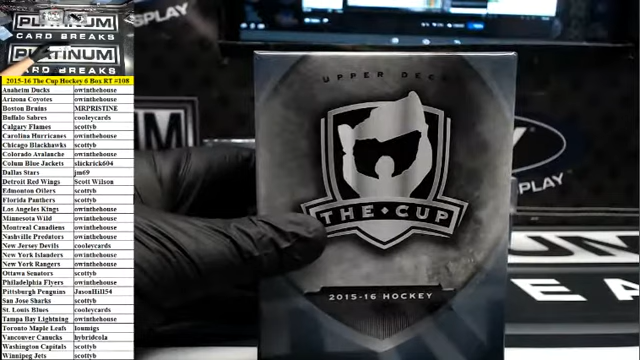 PLATINUM
CARD BREAKS
PLATINUM
CARD BREAKS
2015-16 The Cup Hockey 6 Box RT #108
Anaheim Ducks owinthehouse
Arizona Coyotes owinthehouse
Boston Bruins MRPRISTINE
Buffalo Sabres cooleycards
Calgary Flames scottyb
Carolina Hurricanes owinthehouse
Chicago Blackhawks scottyb
Colorado Avalanche owinthehouse
Colum Blue Jackets slickrick604
Dallas Stars jm69
Detroit Red Wings Scott Wilson
Edmonton Oilers scottyb
Florida Panthers scottyb
Los Angeles Kings owinthehouse
Minnesota Wild owinthehouse
Montreal Canadiens owinthehouse
Nashville Predators owinthehouse
New Jersey Devils cooleycards
New York Islanders owinthehouse
New York Rangers owinthehouse
Ottawa Senators scottyb
Philadelphia Flyers owinthehouse
Pittsburgh Penguins JasonHill54
San Jose Sharks scottyb
St. Louis Blues cooleycards
Tampa Bay Lightning owinthehouse
Toronto Maple Leafs loumigs
Vancouver Canucks hybridcola
Washington Capitals scottyb
Winnipeg Jets scottyb
SPLAY
UPPER DECK
THE CUP
2015-16 HOCKEY
PLAY